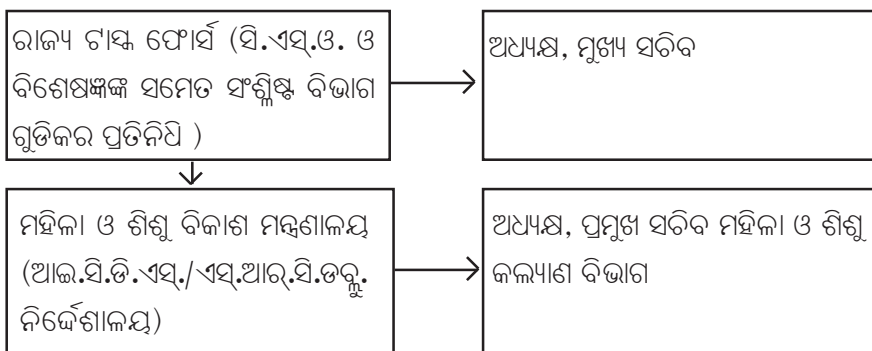 ରାଜ୍ୟ ଟାସ୍କ ଫୋର୍ସ (ସି.ଏସ୍.ଓ. ଓ
ବିଶେଷଜ୍ଞଙ୍କ ସମେତ ସଂଶ୍ଳିଷ୍ଟ ବିଭାଗ
ଗୁଡିକର ପ୍ରତିନିଧି )
ଅଧ୍ୟକ୍ଷ, ମୁଖ୍ୟ ସଚିବ
ମହିଳା ଓ ଶିଶୁ ବିକାଶ ମନ୍ତ୍ରଣାଳୟ
(ଆଇ.ସି.ଡି.ଏସ୍./ଏସ୍.ଆର୍.ସି.ଡବ୍ଲୁ.
ନିର୍ଦ୍ଦେଶାଳୟ)
ଅଧ୍ୟକ୍ଷ, ପ୍ରମୁଖ ସଚିବ ମହିଳା ଓ ଶିଶୁ
କଲ୍ୟାଣ ବିଭାଗ